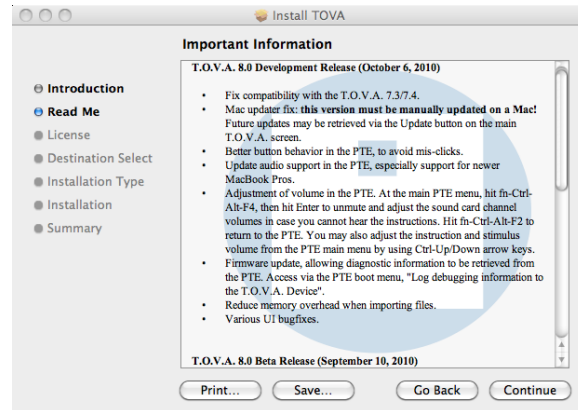 Install TOVA
Important Information
Introduction
Read Me
License
Destination Select
Installation Type
Installation
Summary
T.O.V.A. 8.0 Development Release (October 6, 2010)
• Fix compatibility with the T.O.V.A. 7.3/7.4.
• Mac updater fix: this version must be manually updated on a Mac!
Future updates may be retrieved via the Update button on the main
T.O.V.A. screen.
• Better button behavior in the PTE, to avoid mis-clicks.
• Update audio support in the PTE, especially support for newer
MacBook Pros.
• Adjustment of volume in the PTE. At the main PTE menu, hit fn-Ctrl-
Alt-F4, then hit Enter to unmute and adjust the sound card channel
volumes in case you cannot hear the instructions. Hit fn-Ctrl-Alt-F2 to
return to the PTE. You may also adjust the instruction and stimulus
volume from the PTE main menu by using Ctrl-Up/Down arrow keys.
• Firmware update, allowing diagnostic information to be retrieved from
the PTE. Access via the PTE boot menu, "Log debugging information to
the T.O.V.A. Device".
• Reduce memory overhead when importing files.
• Various UI bugfixes.
T.O.V.A. 8.0 Beta Release (September 10, 2010)
Print...
Save...
Go Back
Continue